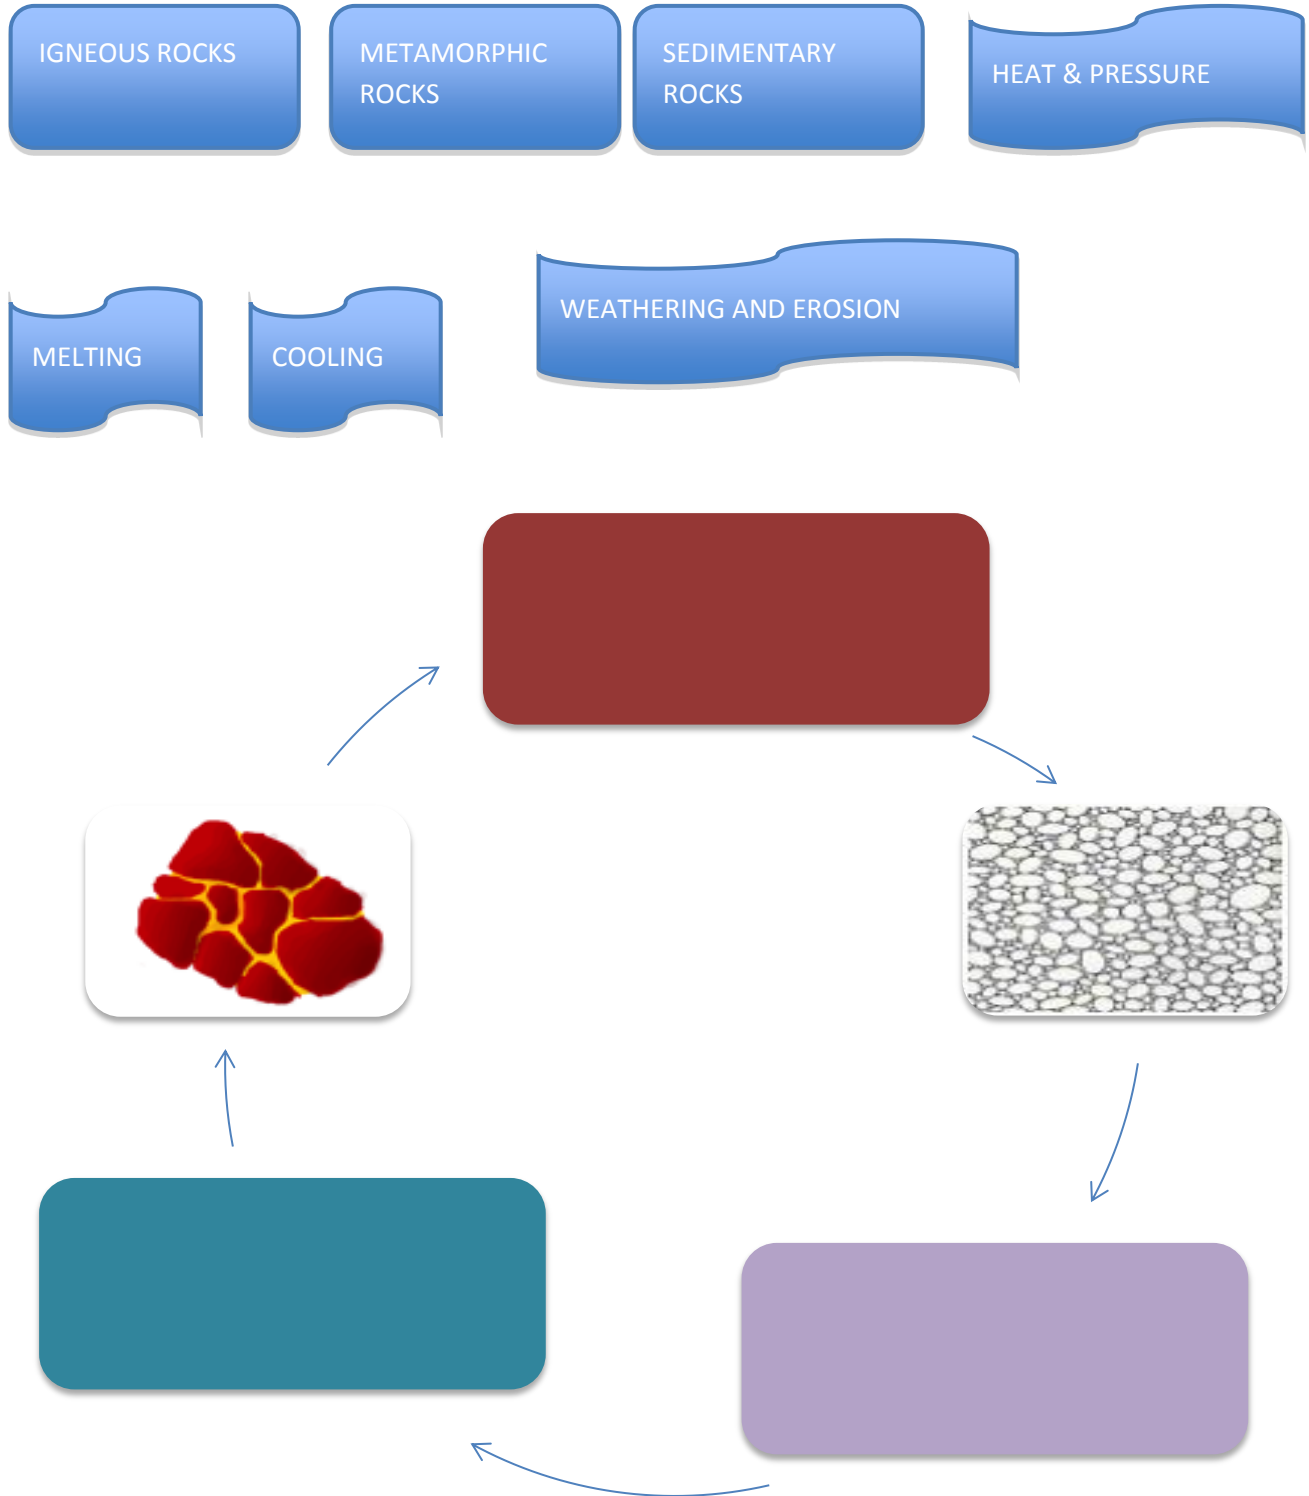 IGNEOUS ROCKS
METAMORPHIC
ROCKS
SEDIMENTARY
ROCKS
HEAT & PRESSURE
MELTING
COOLING
WEATHERING AND EROSION